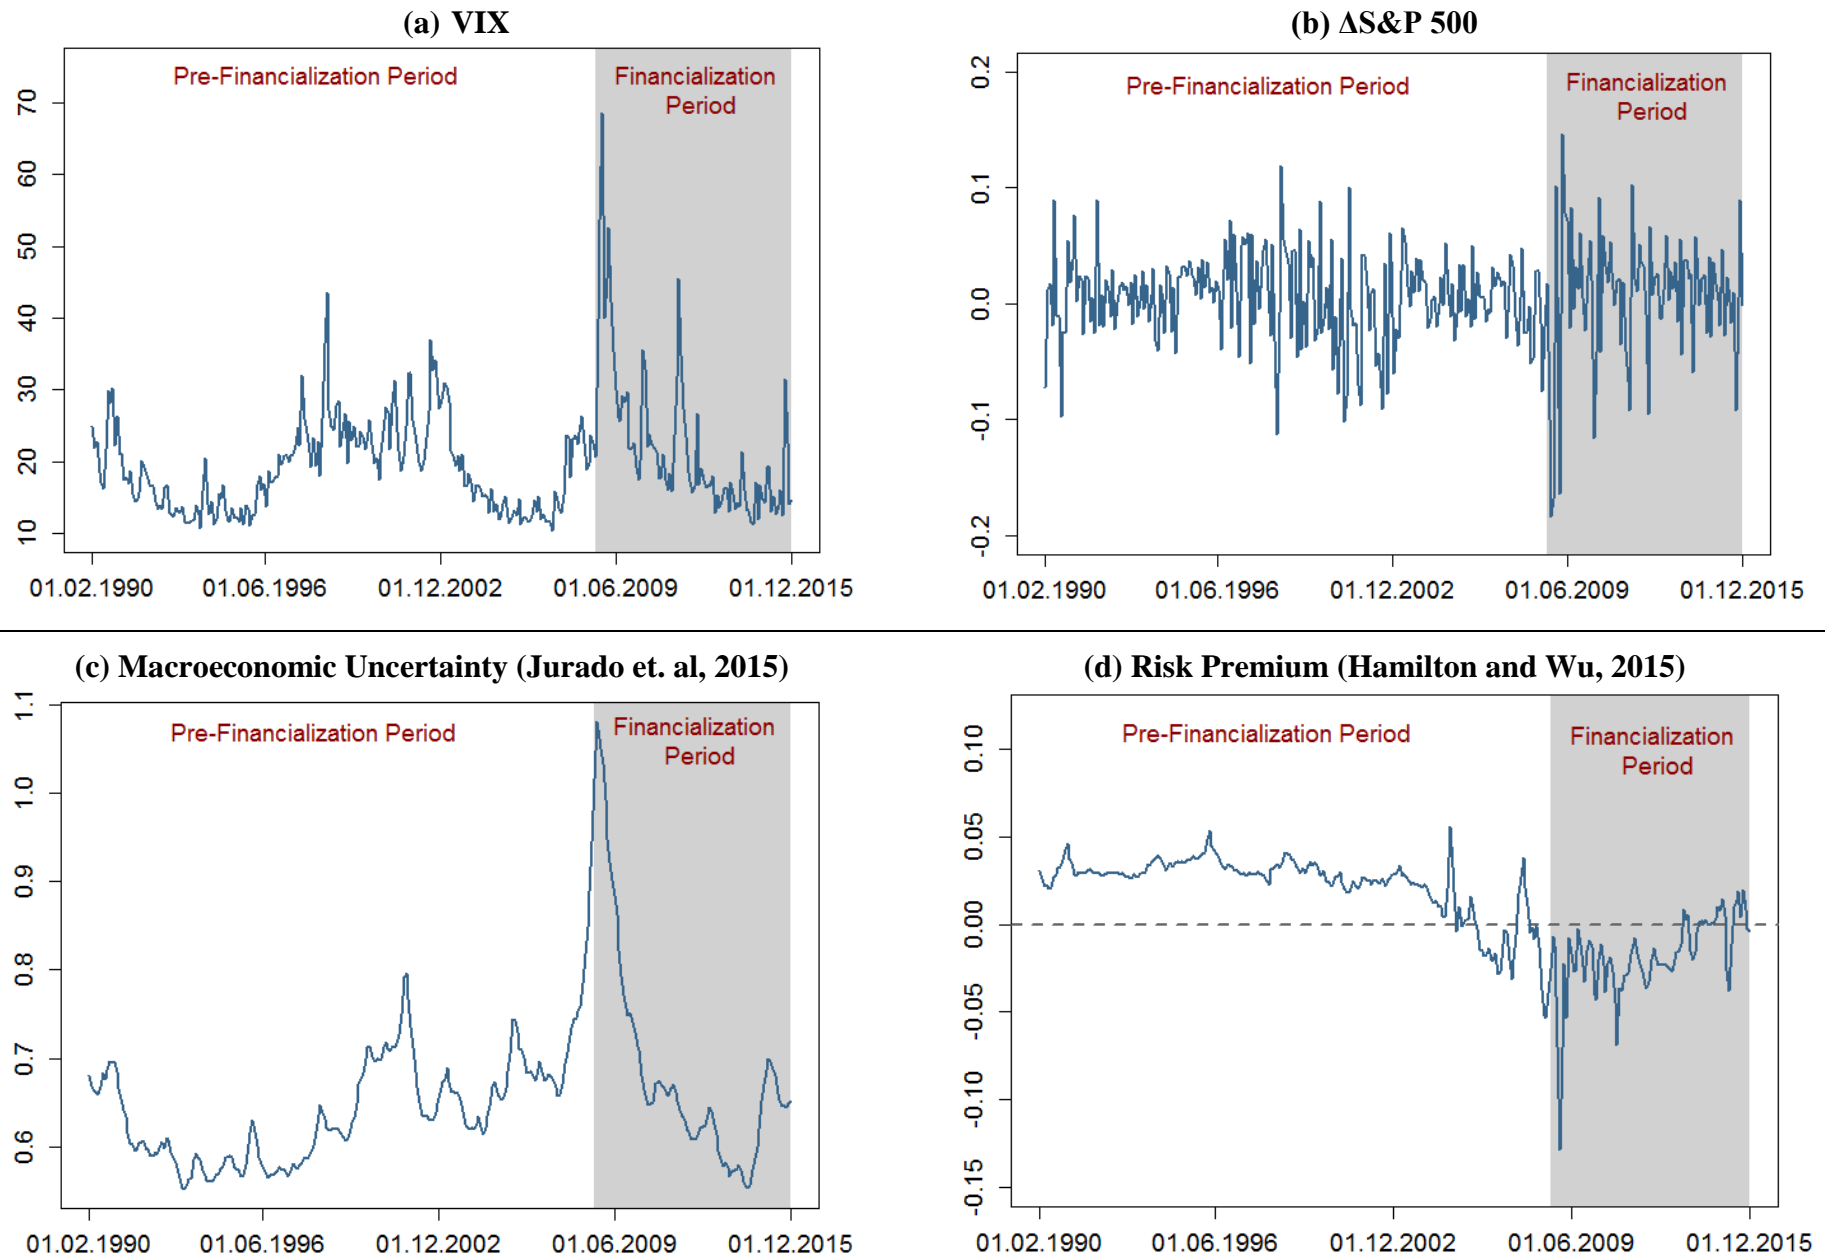 (a) VIX
Pre-Financialization Period
Financialization
Period
70
60
50
40
30
20
10
01.02.1990
01.06.1996
01.12.2002
01.06.2009
01.12.2015
(b) ΔS&P 500
Pre-Financialization Period
Financialization
Period
0.2
0.1
0.0
-0.1
-0.2
01.02.1990
01.06.1996
01.12.2002
01.06.2009
01.12.2015
(c) Macroeconomic Uncertainty (Jurado et. al, 2015)
Pre-Financialization Period
Financialization
Period
1.1
1.0
0.9
0.8
0.7
0.6
01.02.1990
01.06.1996
01.12.2002
01.06.2009
01.12.2015
(d) Risk Premium (Hamilton and Wu, 2015)
Pre-Financialization Period
Financialization
Period
0.10
0.05
0.00
-0.05
-0.10
-0.15
01.02.1990
01.06.1996
01.12.2002
01.06.2009
01.12.2015